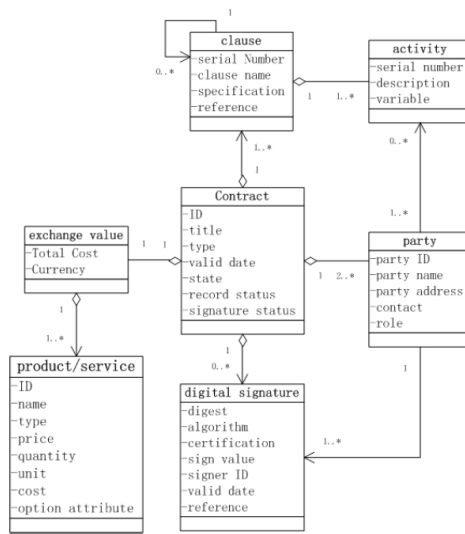 1
clause
-serial Number
-clause name
-specification
-reference
0..*
1
1..*
activity
-serial number
-description
-variable
1..*
1
0..*
1..*
Contract
-ID
-title
-type
-valid date
-state
-record status
-signature status
exchange value
-Total Cost
-Currency
1
1
1
2..*
party
-party ID
-party name
-party address
-contact
-role
1
1..*
1
0..*
1
1..*
product/service
-ID
-name
-type
-price
-quantity
-unit
-cost
-option attribute
digital signature
-digest
-algorithm
-certification
-sign value
-signer ID
-valid date
-reference